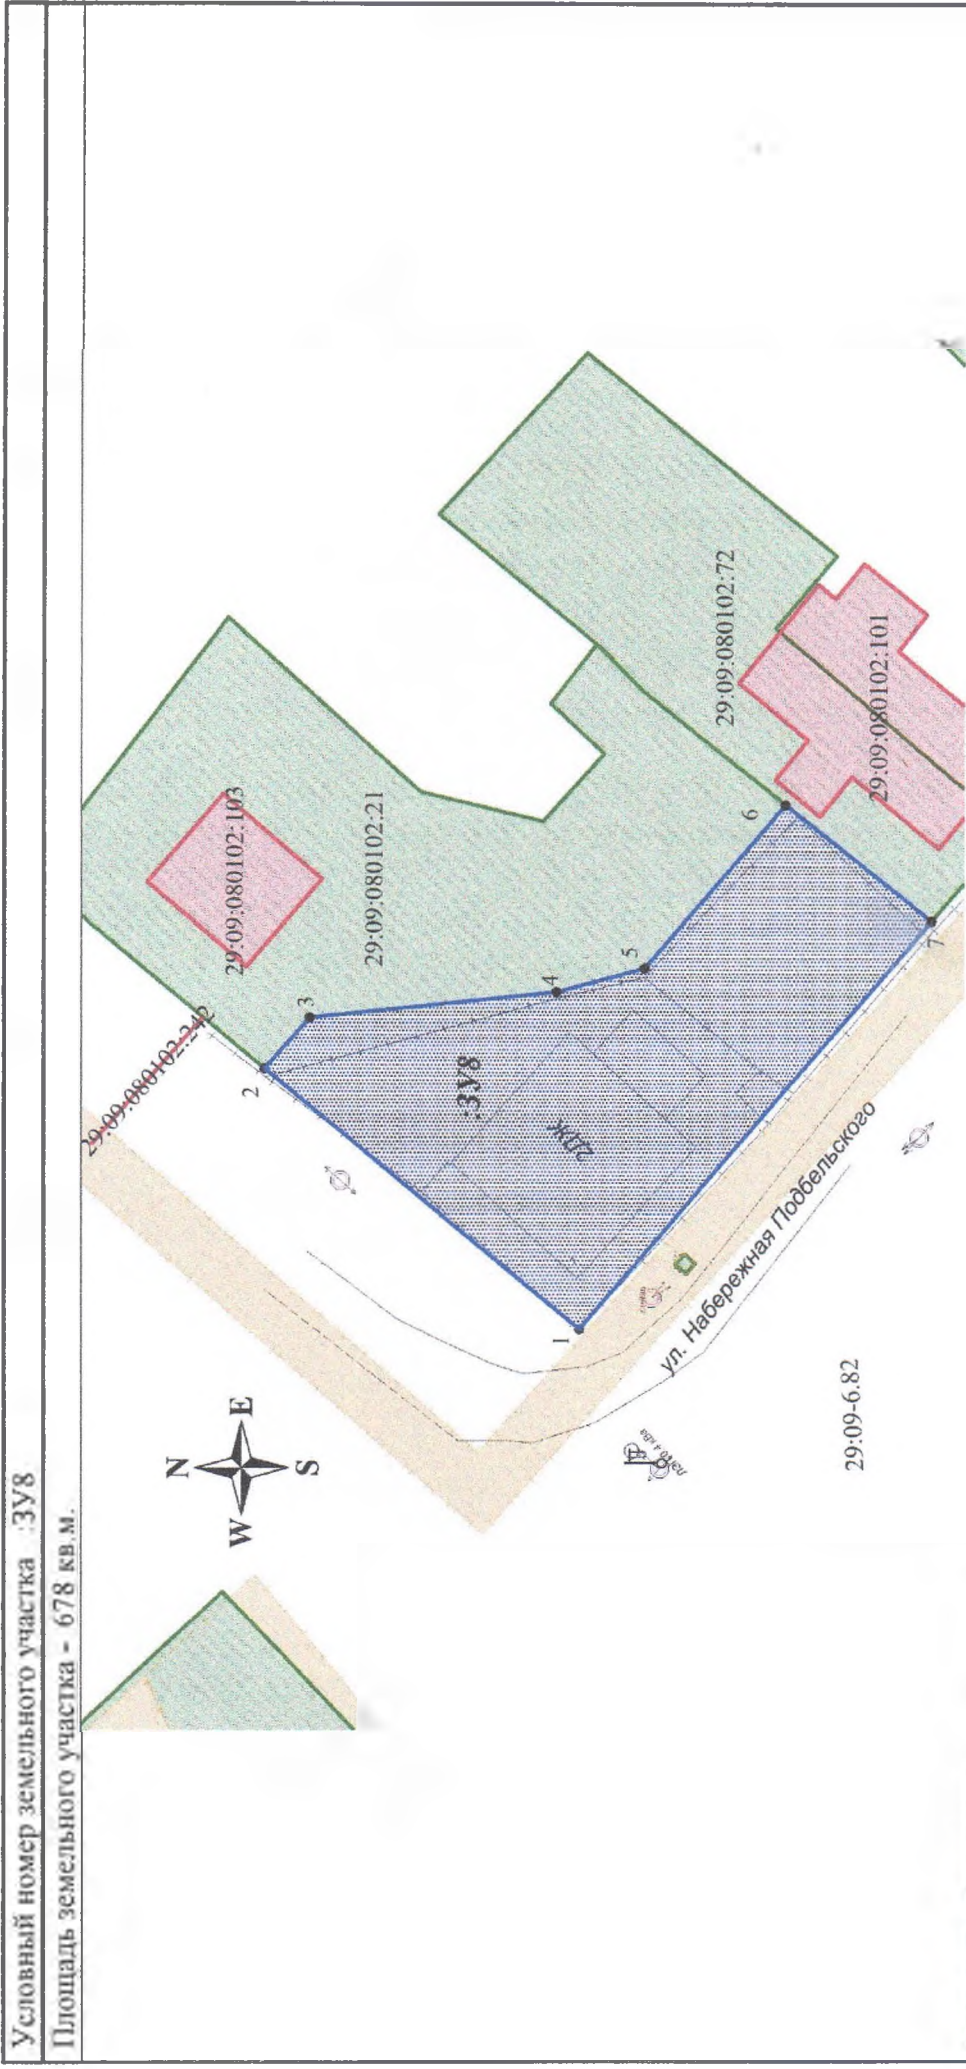 Условный номер земельного участка :ЗУ8
Площадь земельного участка - 678 кв.м.
N
W
E
S
29:09:080102:242
29:09:080102:103
29:09:080102:21
2
3
4
5
6
7
1
:ЗУ8
2ДЖ
29:09:080102:72
29:09:080102:101
ул. Набережная Подбельского
29:09-6.82